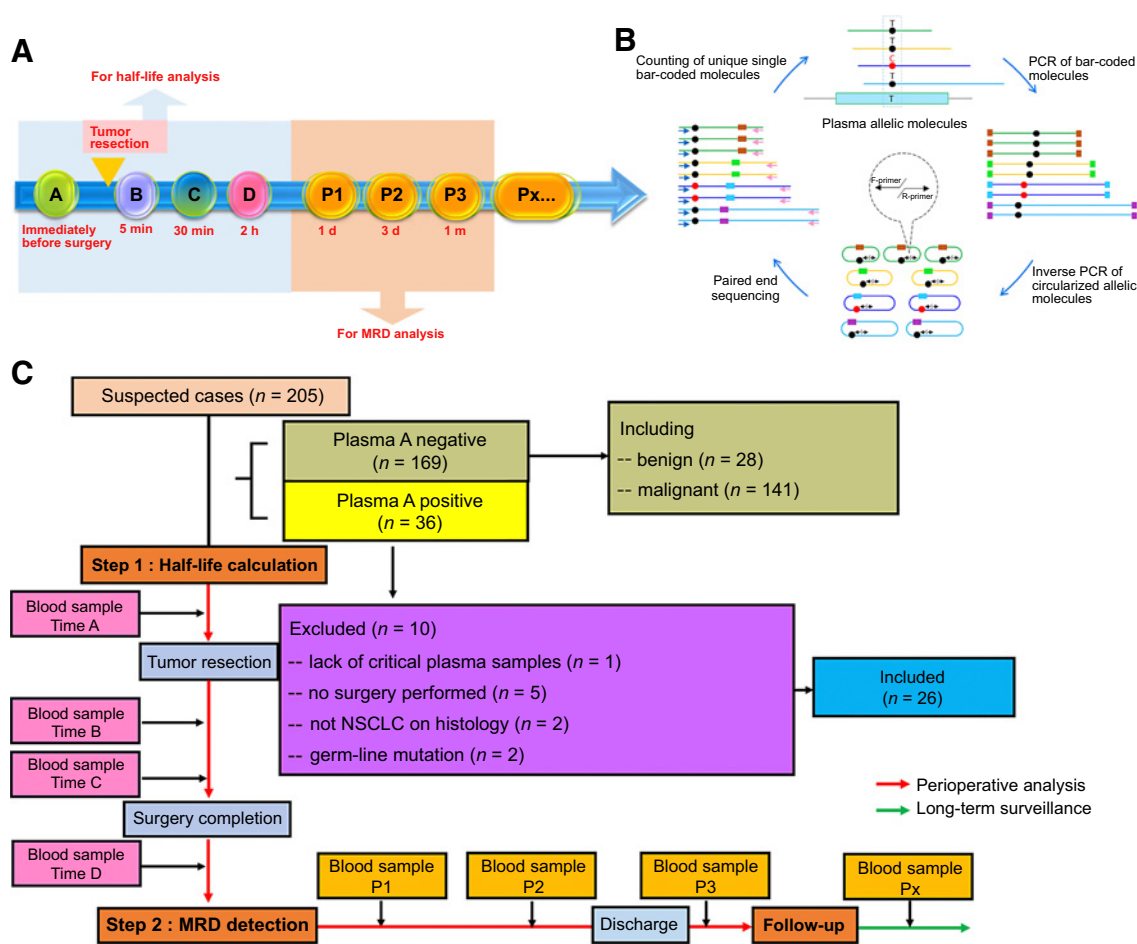 A
For half-life analysis
Tumor
resection
A
B
C
D
P1
P2
P3
Px...
Immediately
before surgery
5 min
30 min
2 h
1 d
3 d
1 m
For MRD analysis
B
Counting of unique single
bar-coded molecules
T
T
C
T
T
Plasma allelic molecules
PCR of bar-coded
molecules
F-primer
R-primer
Paired end
sequencing
Inverse PCR of
circularized allelic
molecules
C
Suspected cases (n = 205)
Plasma A negative
(n = 169)
Plasma A positive
(n = 36)
Including
-- benign (n = 28)
-- malignant (n = 141)
Step 1 : Half-life calculation
Blood sample
Time A
Tumor resection
Blood sample
Time B
Blood sample
Time C
Surgery completion
Blood sample
Time D
Excluded (n = 10)
-- lack of critical plasma samples (n = 1)
-- no surgery performed (n = 5)
-- not NSCLC on histology (n = 2)
-- germ-line mutation (n = 2)
Included
(n = 26)
Perioperative analysis
Long-term surveillance
Blood sample
P1
Blood sample
P2
Blood sample
P3
Blood sample
Px
Step 2 : MRD detection
Discharge
Follow-up